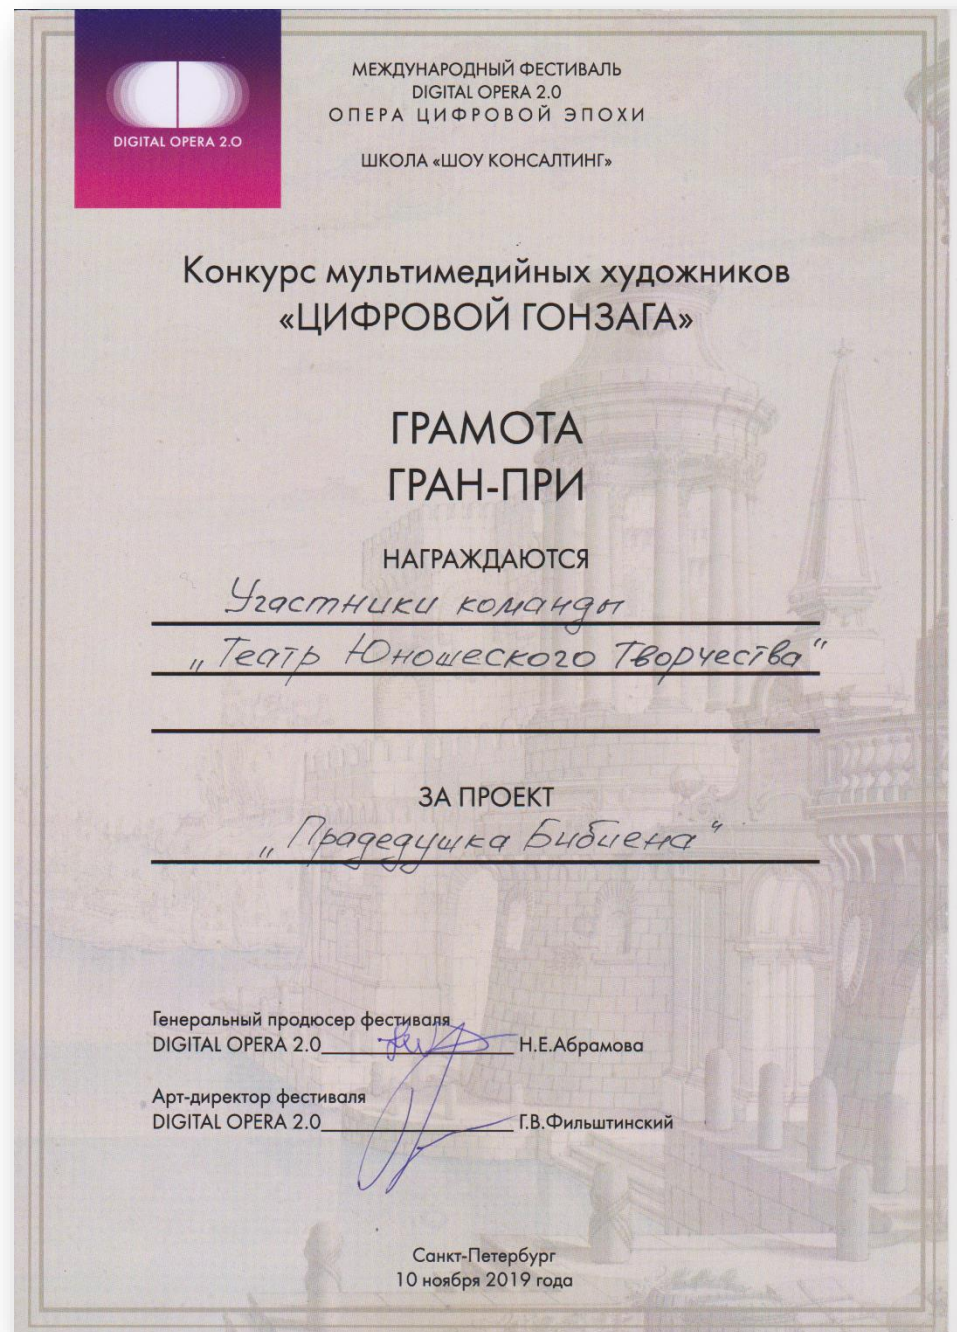 DIGITAL OPERA 2.0
МЕЖДУНАРОДНЫЙ ФЕСТИВАЛЬ
DIGITAL OPERA 2.0
ОПЕРА ЦИФРОВОЙ ЭПОХИ
ШКОЛА «ШОУ КОНСАЛТИНГ»
Конкурс мультимедийных художников
«ЦИФРОВОЙ ГОНЗАГА»
ГРАМОТА
ГРАН-ПРИ
НАГРАЖДАЮТСЯ
Участники команды
„Театр Юношеского Творчества“
ЗА ПРОЕКТ
„Прадедушка Бибиена“
Генеральный продюсер фестиваля
DIGITAL OPERA 2.0 Н.Е.Абрамова
Арт-директор фестиваля
DIGITAL OPERA 2.0 Г.В.Фильштинский
Санкт-Петербург
10 ноября 2019 года